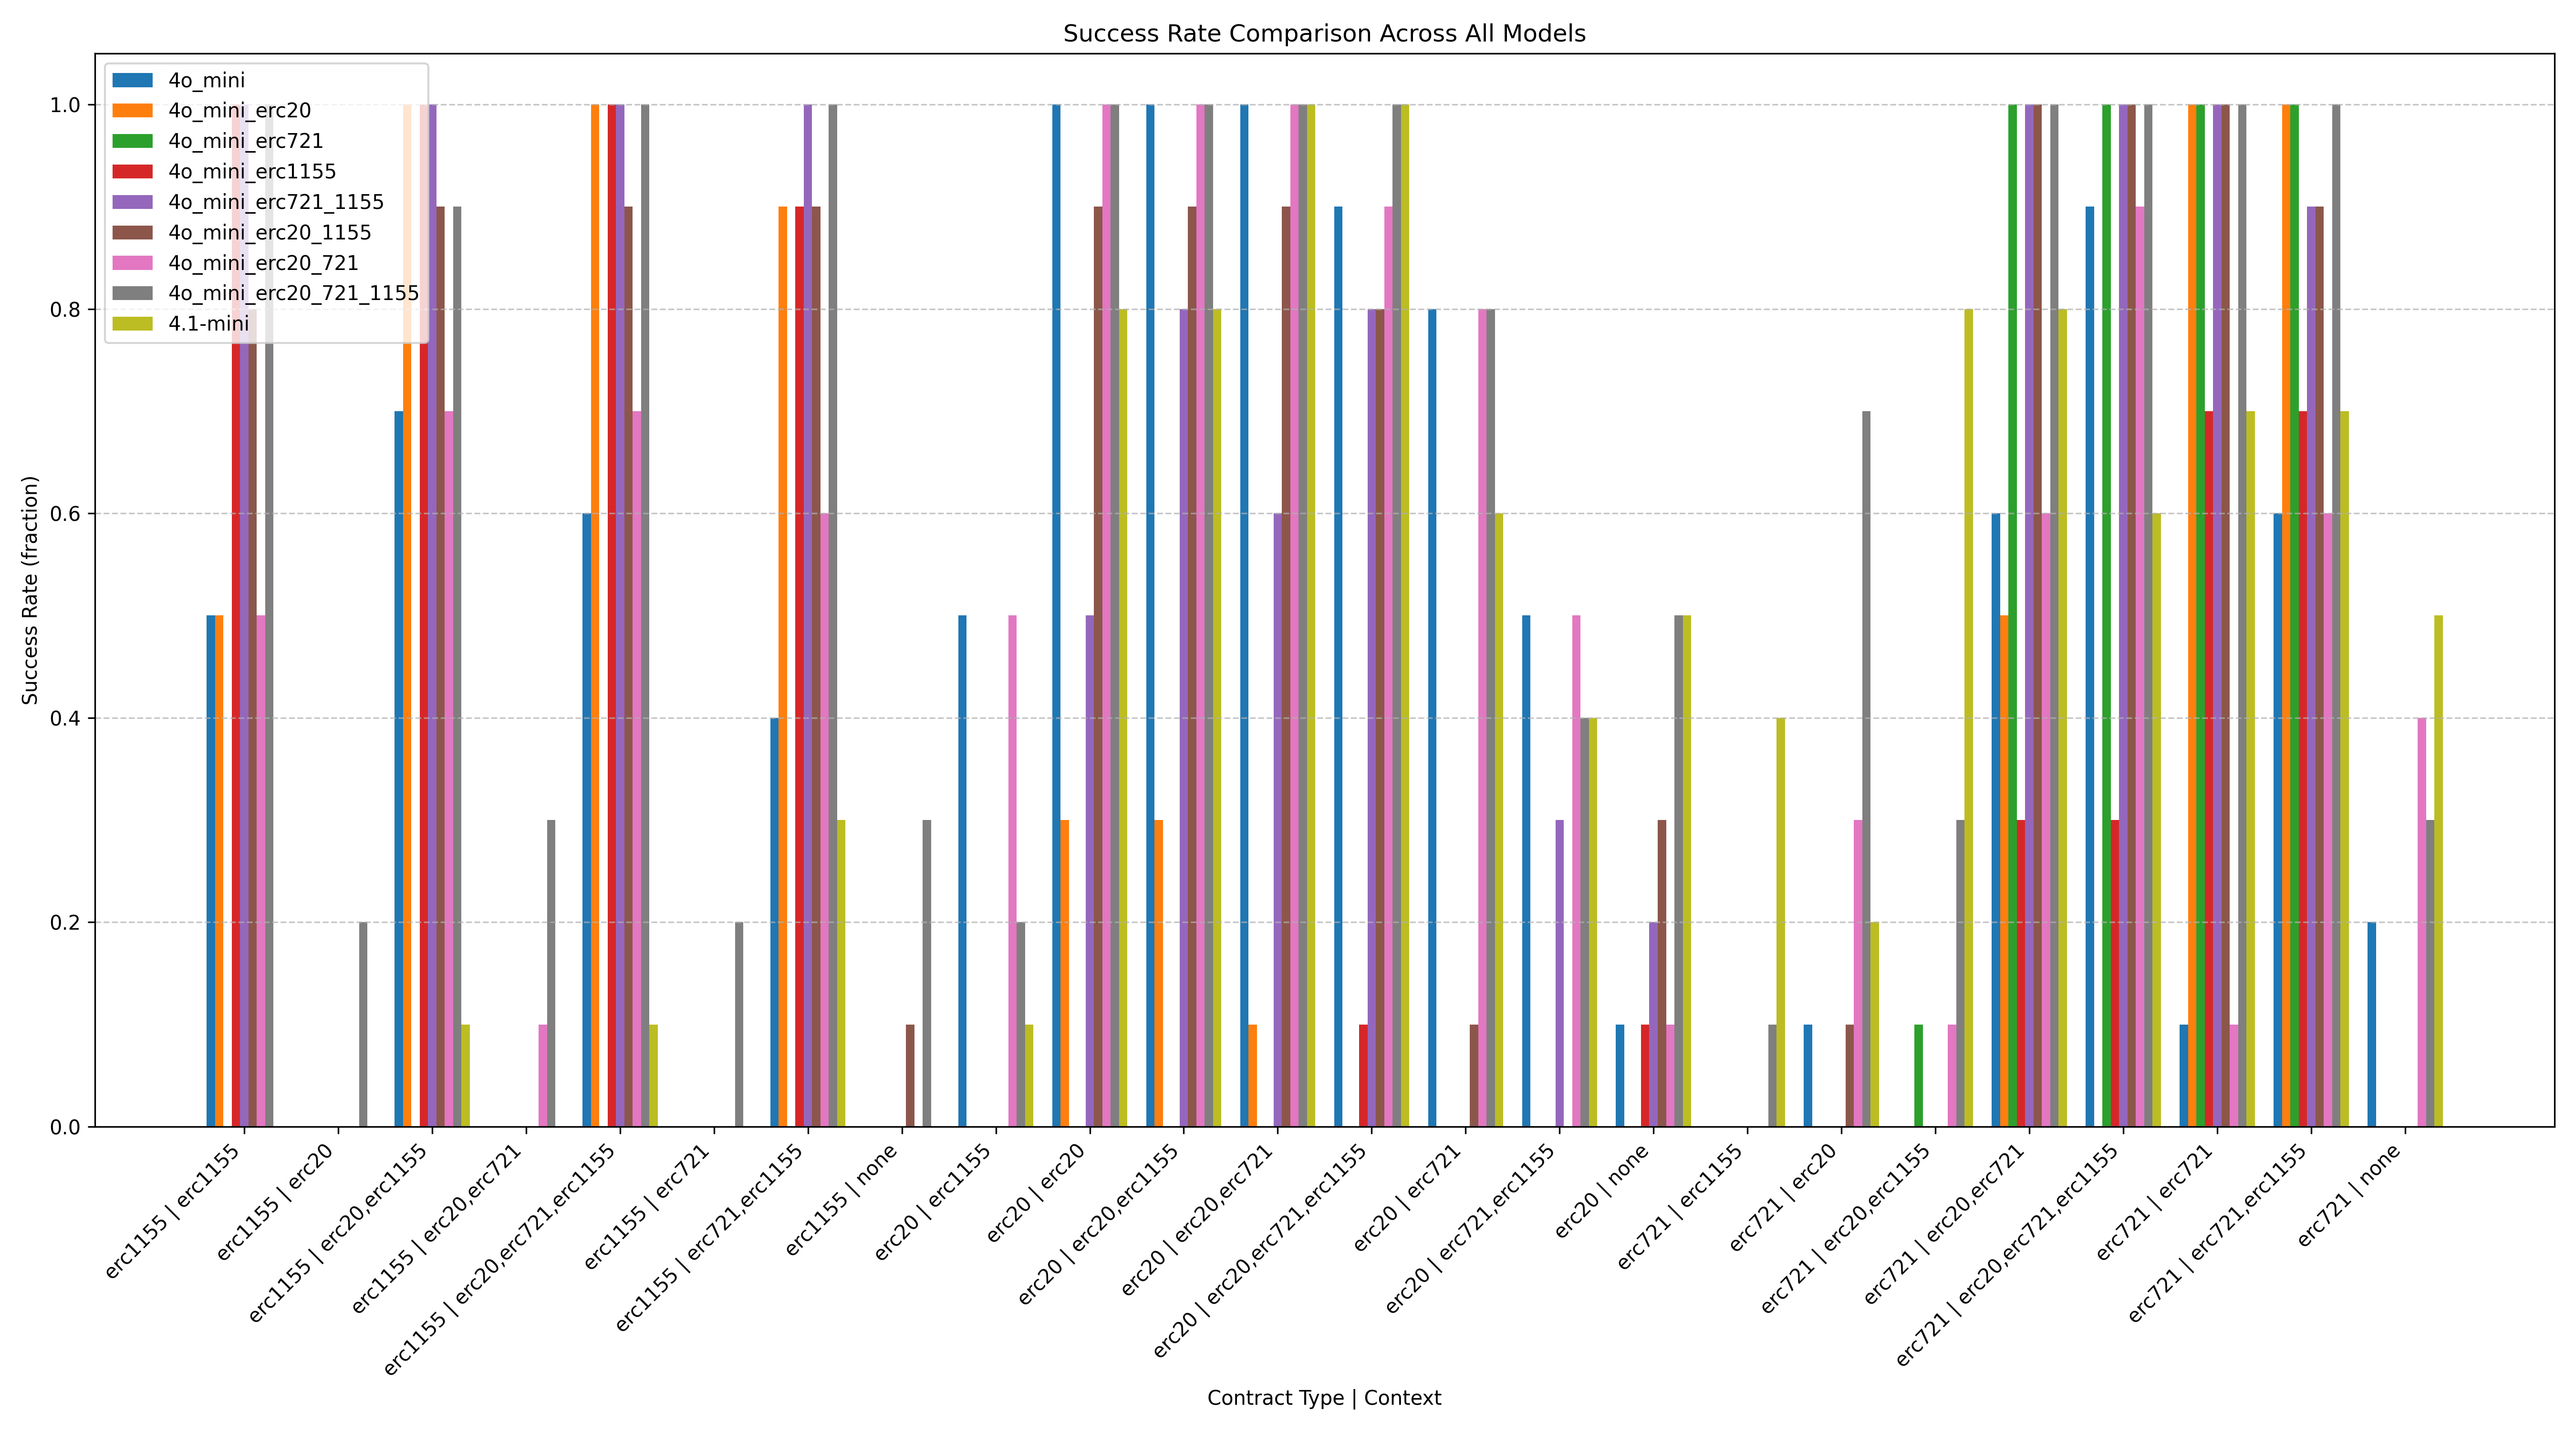 Success Rate Comparison Across All Models
4o_mini
4o_mini_erc20
4o_mini_erc721
4o_mini_erc1155
4o_mini_erc721_1155
4o_mini_erc20_1155
4o_mini_erc20_721
4o_mini_erc20_721_1155
4.1-mini
Success Rate (fraction)
1.0
0.8
0.6
0.4
0.2
0.0
erc1155 | erc1155
erc1155 | erc20
erc1155 | erc20,erc1155
erc1155 | erc20,erc721
erc1155 | erc20,erc721,erc1155
erc1155 | erc721
erc1155 | erc721,erc1155
erc1155 | none
erc20 | erc1155
erc20 | erc20
erc20 | erc20,erc1155
erc20 | erc20,erc721
erc20 | erc20,erc721,erc1155
erc20 | erc721
erc20 | erc721,erc1155
erc20 | none
erc721 | erc1155
erc721 | erc20
erc721 | erc20,erc1155
erc721 | erc20,erc721
erc721 | erc20,erc721,erc1155
erc721 | erc721
erc721 | erc721,erc1155
erc721 | none
Contract Type | Context